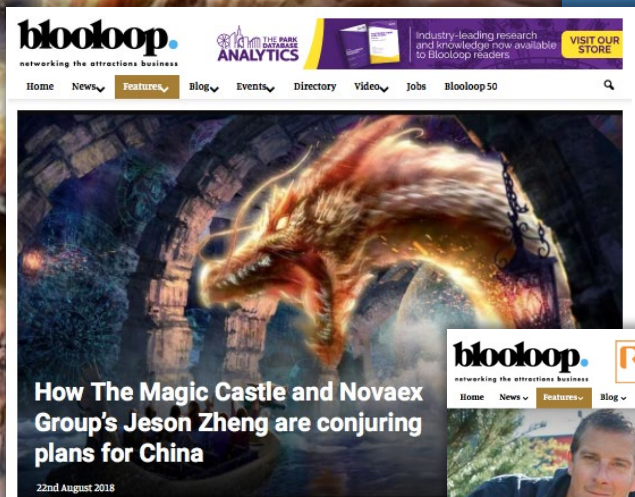 blooloop.
networking the attractions business
THE PARK
DATABASE
ANALYTICS
Industry-leading research
and knowledge now available
to Blooloop readers
VISIT OUR
STORE
Home News Features Blog Events Directory Video Jobs Blooloop 50
How The Magic Castle and Novaex
Group's Jeson Zheng are conjuring
plans for China
22nd August 2018
blooloop.
networking the attractions business
Home News Features Blog